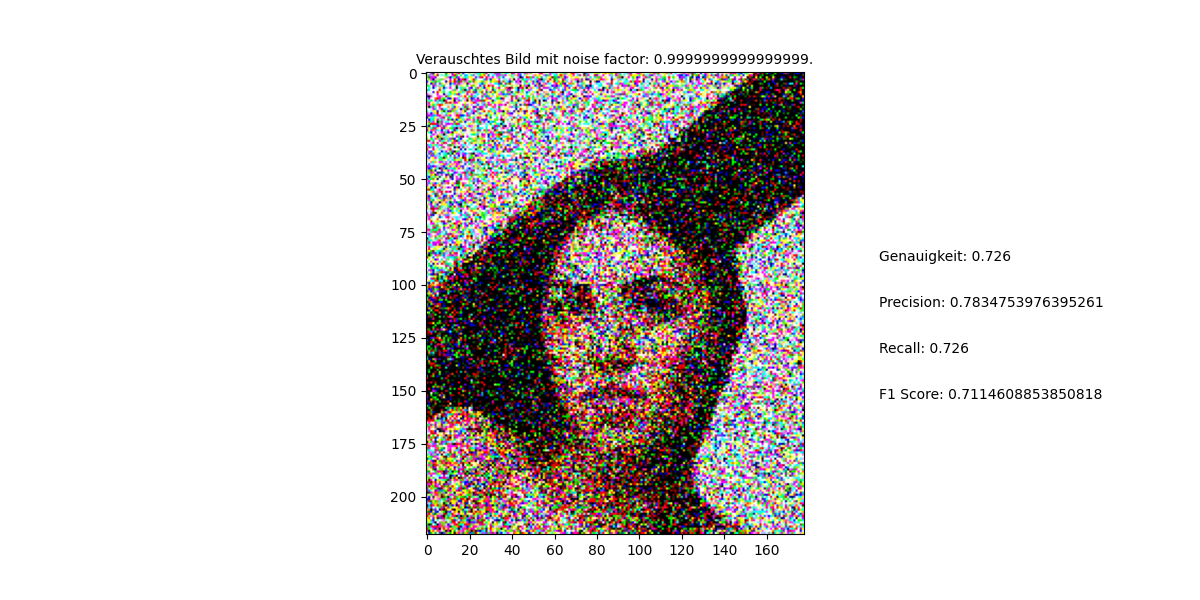 Verauschtes Bild mit noise factor: 0.9999999999999999.
0
25
50
75
100
125
150
175
200
0 20 40 60 80 100 120 140 160
Genauigkeit: 0.726
Precision: 0.7834753976395261
Recall: 0.726
F1 Score: 0.7114608853850818